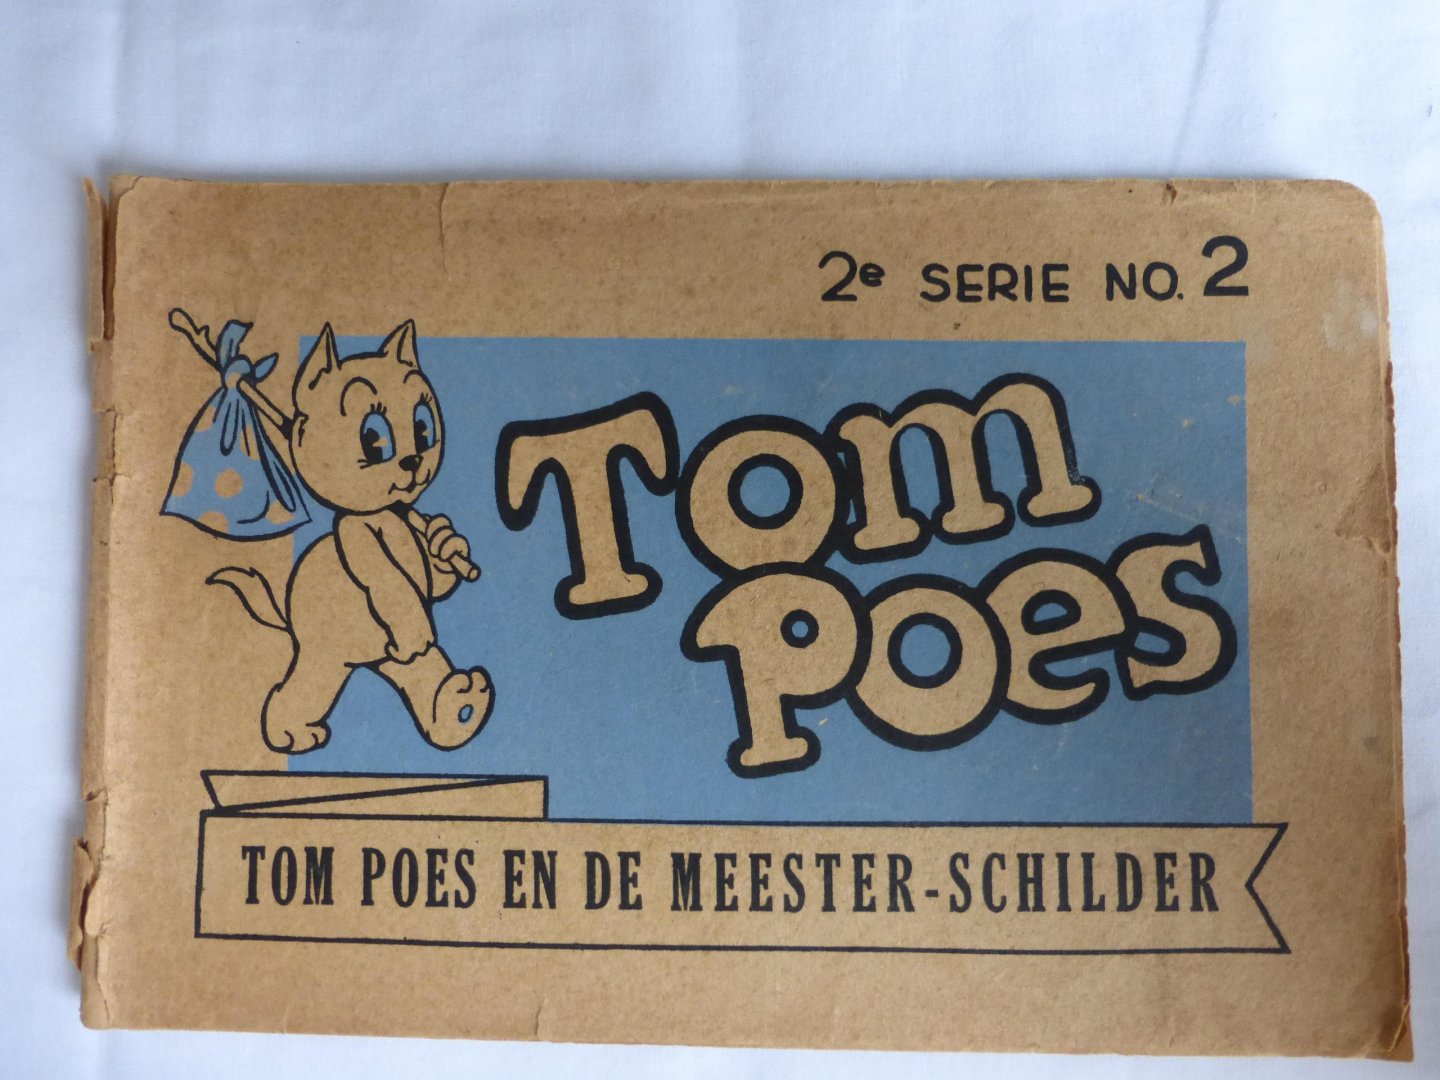 2e SERIE NO. 2
Tom
Poes
TOM POES EN DE MEESTER-SCHILDER